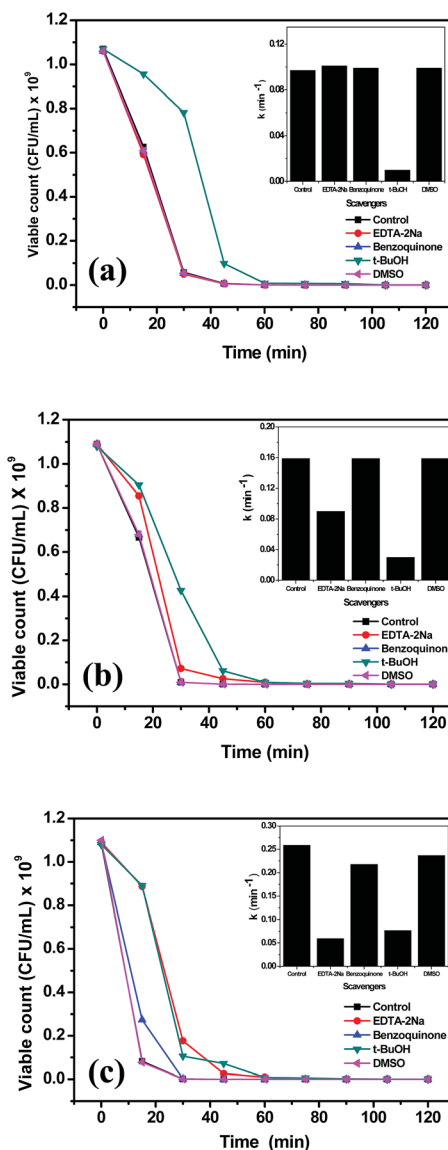 1.2
1.0
0.8
0.6
0.4
0.2
0.0
Viable count (CFU/mL) x 10⁹
0 20 40 60 80 100 120
Time (min)
(a)
0.12
0.08
0.04
0.00
k (min⁻¹)
Control EDTA-2Na Benzoquinone t-BuOH DMSO
Scavengers
Control
EDTA-2Na
Benzoquinone
t-BuOH
DMSO
1.2
1.0
0.8
0.6
0.4
0.2
0.0
Viable count (CFU/mL) X 10⁹
0 20 40 60 80 100 120
Time (min)
(b)
0.20
0.16
0.12
0.08
0.04
0.00
k (min⁻¹)
Control EDTA-2Na Benzoquinone t-BuOH DMSO
Scavengers
Control
EDTA-2Na
Benzoquinon
t-BuOH
DMSO
1.2
1.0
0.8
0.6
0.4
0.2
0.0
Viable count (CFU/mL) x 10⁹
0 20 40 60 80 100 120
Time (min)
(c)
0.30
0.25
0.20
0.15
0.10
0.05
0.00
k (min⁻¹)
Control EDTA-2Na Benzoquinone t-BuOH DMSO
Scavengers
Control
EDTA-2Na
Benzoquinone
t-BuOH
DMSO